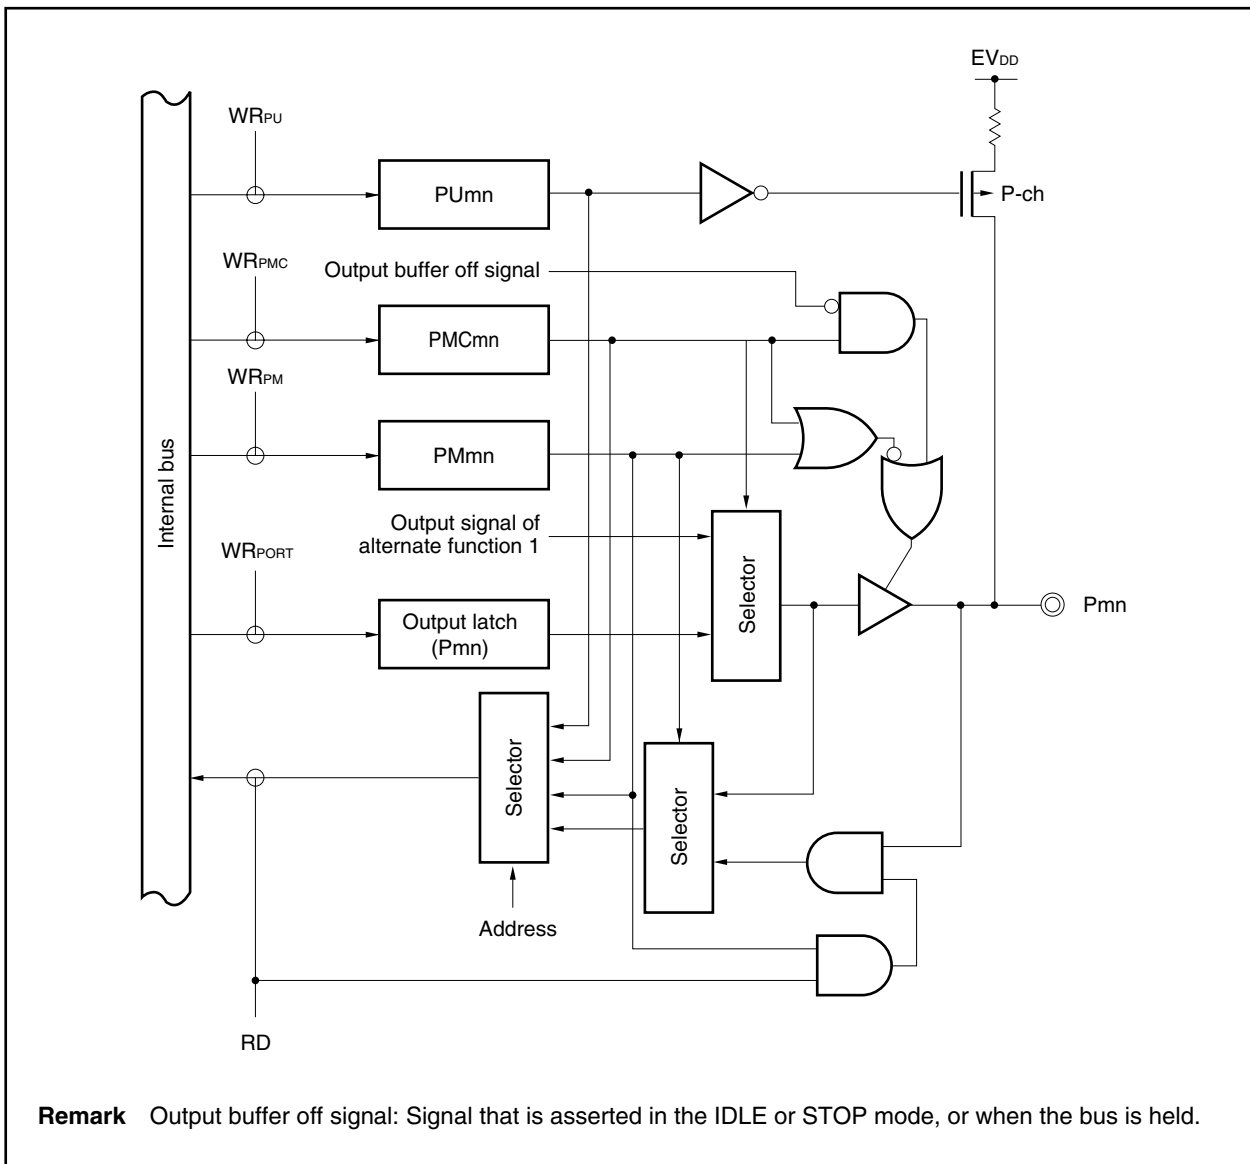 EVDD
WRPU
PUmn
P-ch
WRPMC
Output buffer off signal
PMCmn
WRPM
PMmn
Internal bus
Output signal of
alternate function 1
WRPORT
Selector
Output latch
(Pmn)
Pmn
Selector
Selector
Address
RD
Remark Output buffer off signal: Signal that is asserted in the IDLE or STOP mode, or when the bus is held.